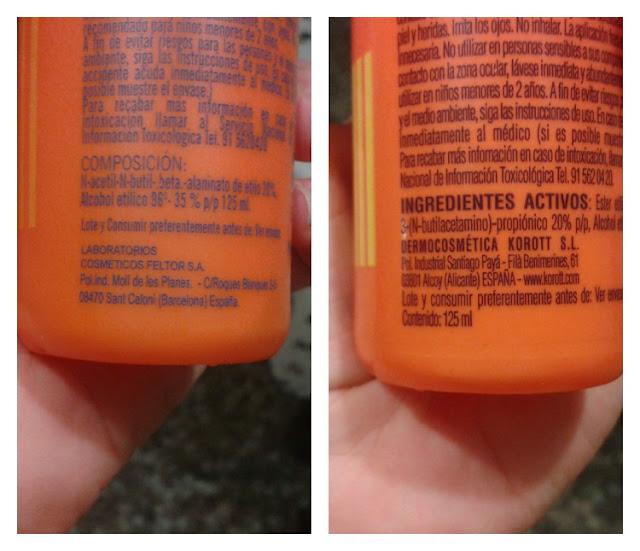 recomendado para niños menores de 2 años.
A fin de evitar riesgos para las personas y el medio
ambiente, siga las instrucciones de uso. En caso de
accidente acuda inmediatamente al médico (si es
posible muestre el envase.)
Para recabar más información en caso de
intoxicación, llamar al Servicio Nacional
Información Toxicológica Tel. 91 5620420
COMPOSICIÓN:
N-acetil-N-butil-.beta.-alaninato de etilo 20%,
Alcohol etílico 96º- 35 % p/p 125 ml
Lote y Consumir preferentemente antes de: Ver envase
LABORATORIOS
COSMETICOS FELTOR S.A.
Pol.ind. Molí de les Planes. - C/Roques Blanques 3-5
08470 Sant Celoni (Barcelona) España.
piel y heridas. Irrita los ojos. No inhalar. La aplicación
innecesaria. No utilizar en personas sensibles a sus
contacto con la zona ocular, lávese inmediata y
utilizar en niños menores de 2 años. A fin de evitar riesgos
y el medio ambiente, siga las instrucciones de uso. En caso
inmediatamente al médico (si es posible
Para recabar más información en caso de intoxicación,
Nacional de Información Toxicológica Tel. 91 562 04 20.
INGREDIENTES ACTIVOS: Ester
3-(N-butilacetamino)-propiónico 20% p/p, Alcohol
DERMOCOSMÉTICA KOROTT S.L.
Pol. Industrial Santiago Payá - Filà Benimerines, 61
03801 Alcoy (Alicante) ESPAÑA - www.korott.com
Lote y consumir preferentemente antes de: Ver
Contenido: 125 ml